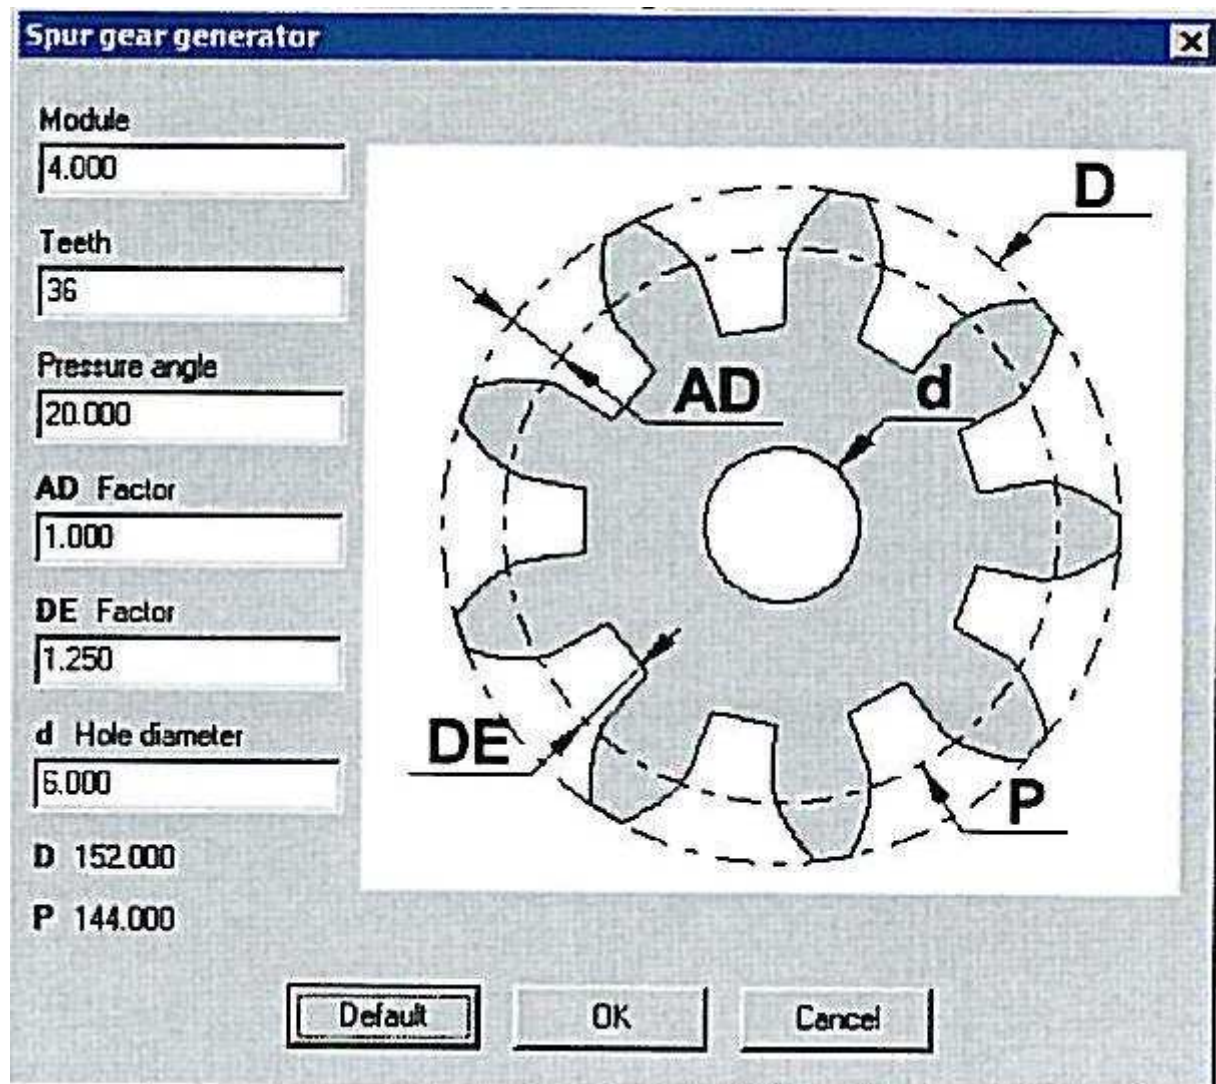 Spur gear generator
Module
4.000
Teeth
36
Pressure angle
20.000
AD Factor
1.000
DE Factor
1.250
d Hole diameter
6.000
D 152.000
P 144.000
D
AD
d
DE
P
Default
OK
Cancel